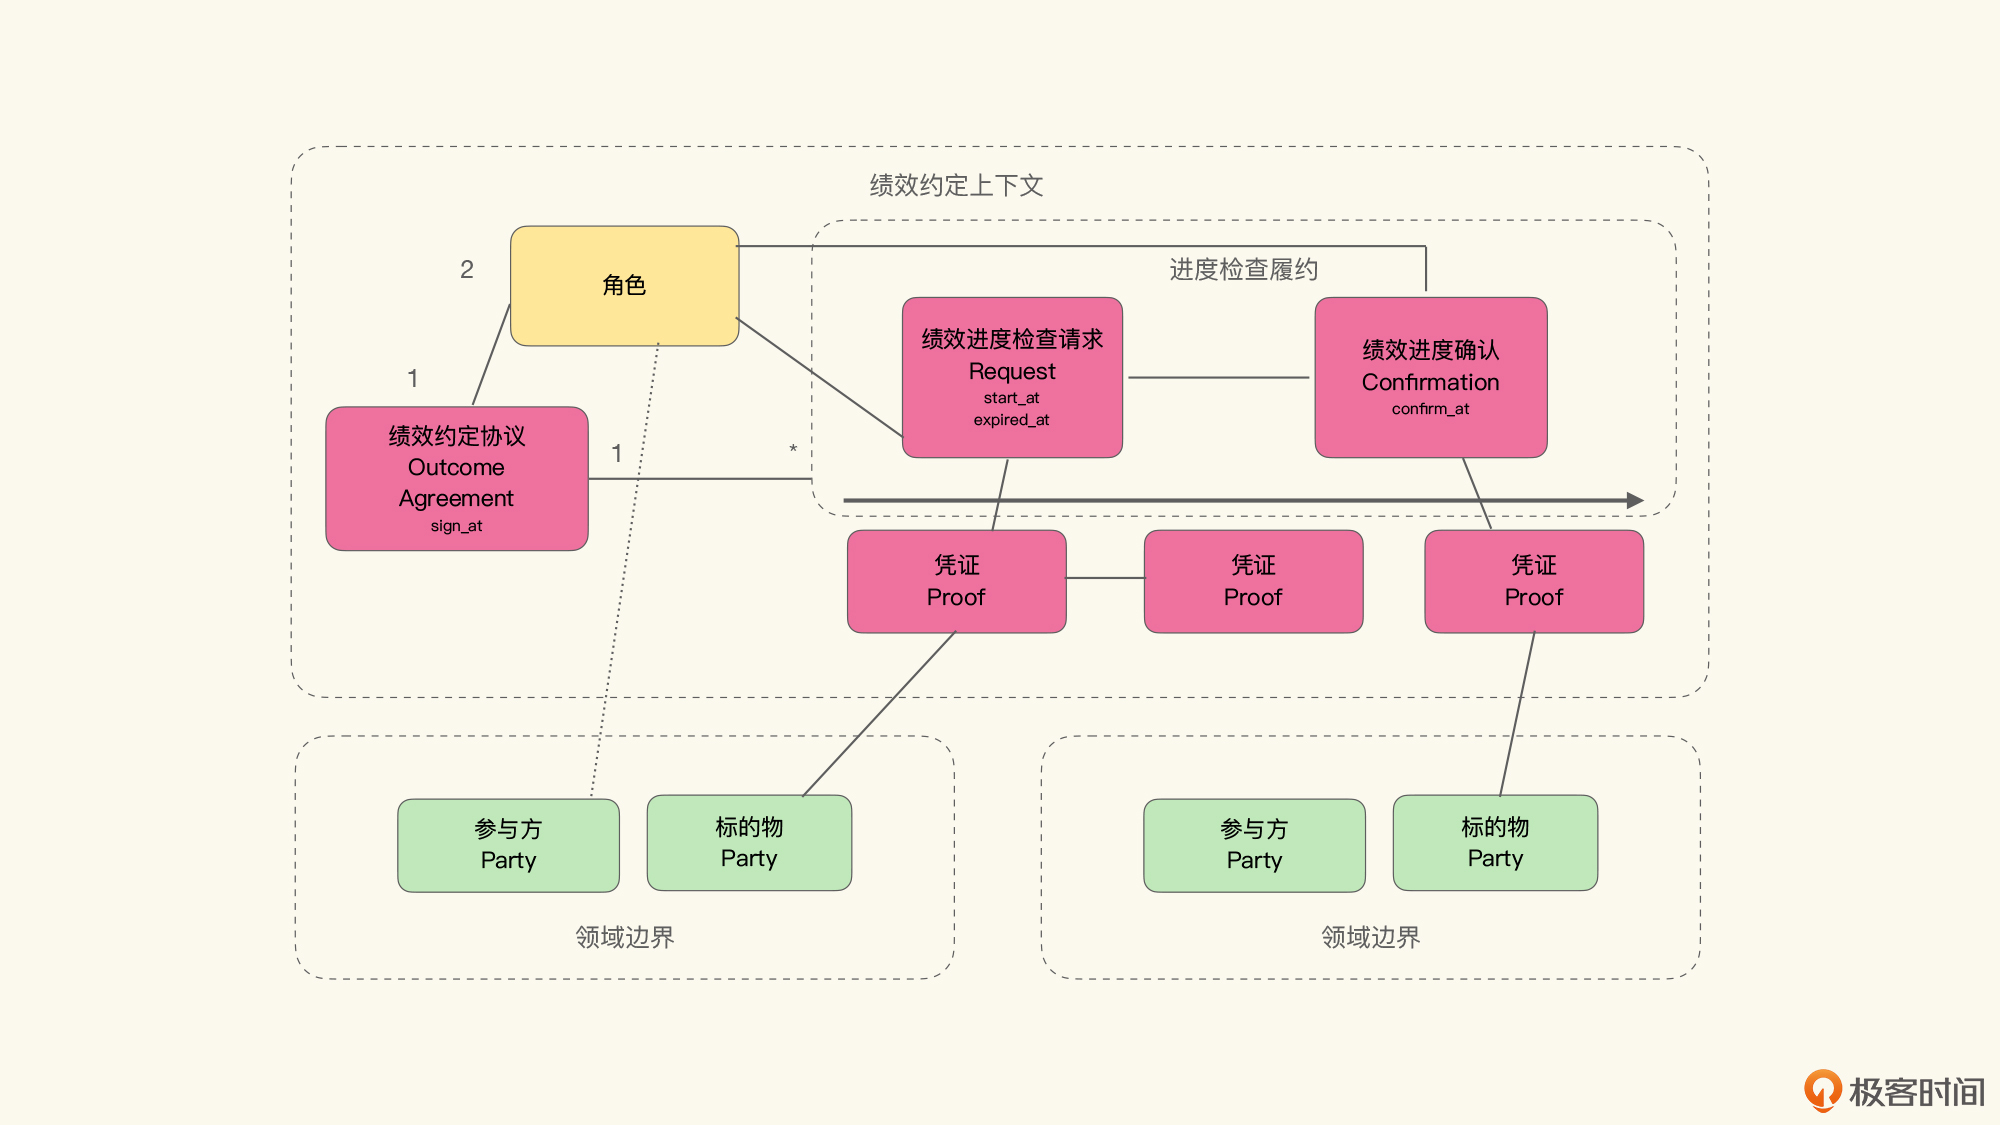 绩效约定上下文
2
角色
进度检查履约
1
绩效进度检查请求
Request
start_at
expired_at
绩效进度确认
Confirmation
confirm_at
绩效约定协议
Outcome
Agreement
sign_at
1
*
凭证
Proof
凭证
Proof
凭证
Proof
参与方
Party
标的物
Party
领域边界
参与方
Party
标的物
Party
领域边界
极客时间